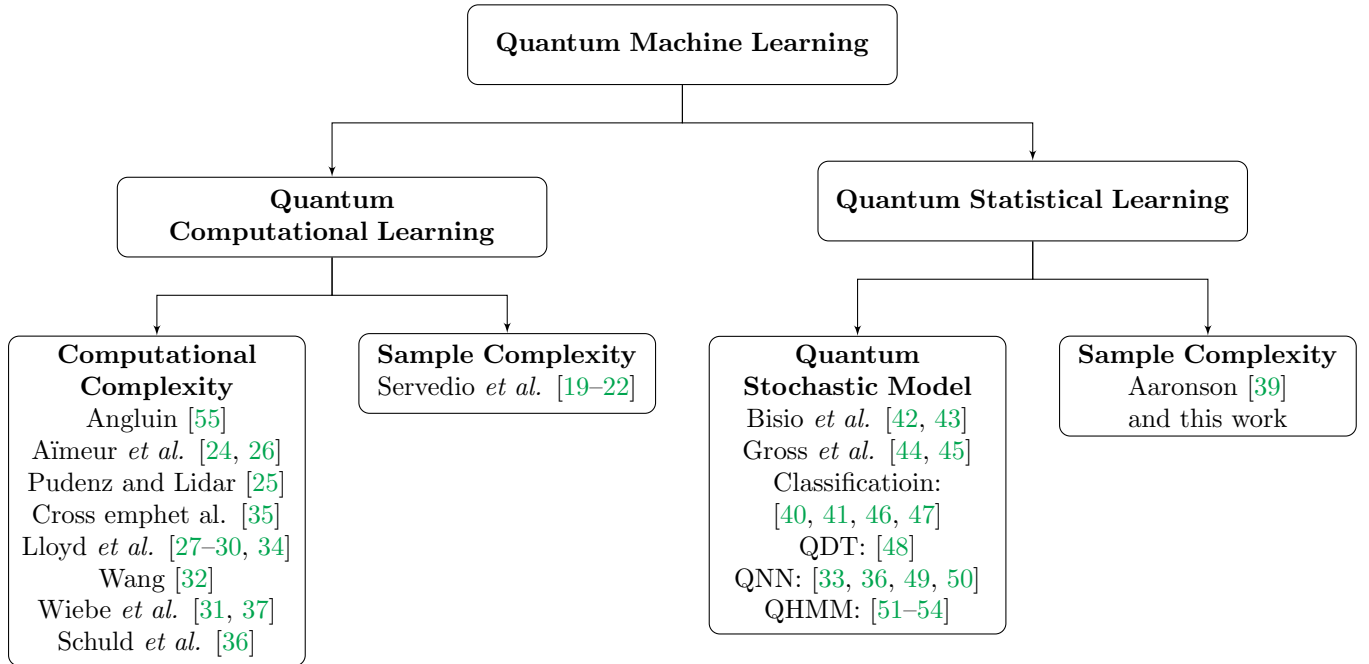 Quantum Machine Learning
Quantum
Computational Learning
Quantum Statistical Learning
Computational
Complexity
Angluin [55]
Aïmeur et al. [24, 26]
Pudenz and Lidar [25]
Cross emphet al. [35]
Lloyd et al. [27–30, 34]
Wang [32]
Wiebe et al. [31, 37]
Schuld et al. [36]
Sample Complexity
Servedio et al. [19–22]
Quantum
Stochastic Model
Bisio et al. [42, 43]
Gross et al. [44, 45]
Classificatioin:
[40, 41, 46, 47]
QDT: [48]
QNN: [33, 36, 49, 50]
QHMM: [51–54]
Sample Complexity
Aaronson [39]
and this work